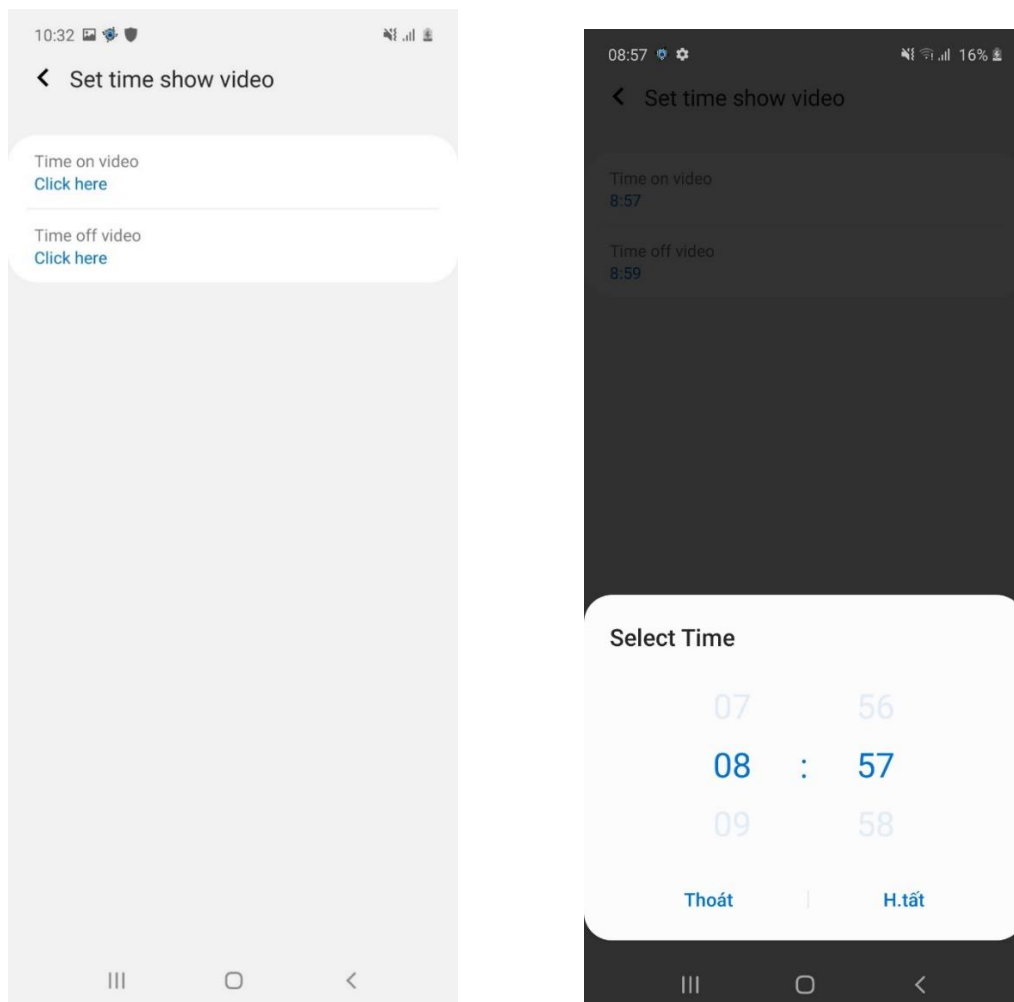 10:32
Set time show video
Time on video
Click here
Time off video
Click here
08:57 16%
Set time show video
Time on video
8:57
Time off video
8:59
Select Time
07 56
08 : 57
09 58
Thoát H.tất